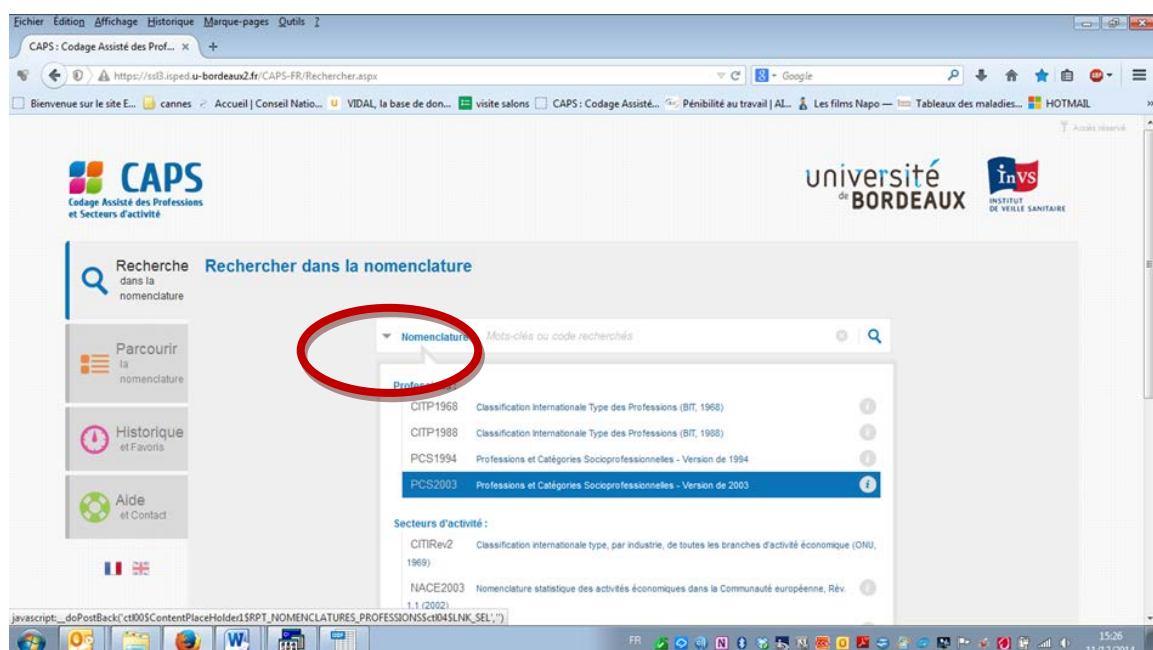 Fichier Édition Affichage Historique Marque-pages Outils ?
CAPS : Codage Assisté des Prof... × +
https://ssl3.isped.u-bordeaux2.fr/CAPS-FR/Rechercher.aspx Google
Bienvenue sur le site E... cannes Accueil | Conseil Natio... VIDAL, la base de don... visite salons CAPS : Codage Assisté... Pénibilité au travail | AL... Les films Napo — Tableaux des maladies... HOTMAIL »
Accès réservé
CAPS
Codage Assisté des Professions
et Secteurs d'activité
université
de BORDEAUX
InVS
INSTITUT
DE VEILLE SANITAIRE
Recherche
dans la
nomenclature
Rechercher dans la nomenclature
Nomenclature Mots-clés ou code recherchés
Parcourir
la
nomenclature
Historique
et Favoris
Aide
et Contact
CITP1968 Classification Internationale Type des Professions (BIT, 1968)
CITP1988 Classification Internationale Type des Professions (BIT, 1988)
PCS1994 Professions et Catégories Socioprofessionnelles - Version de 1994
PCS2003 Professions et Catégories Socioprofessionnelles - Version de 2003
Secteurs d'activité :
CITIRev2 Classification internationale type, par industrie, de toutes les branches d'activité économique (ONU,
1969)
NACE2003 Nomenclature statistique des activités économiques dans la Communauté européenne, Rév.
1.1 (2002)
javascript:__doPostBack('ctl00$ContentPlaceHolder1$RPT_NOMENCLATURES_PROFESSIONS$ctl04$LNK_SEL','')
FR 15:26
11/12/2014